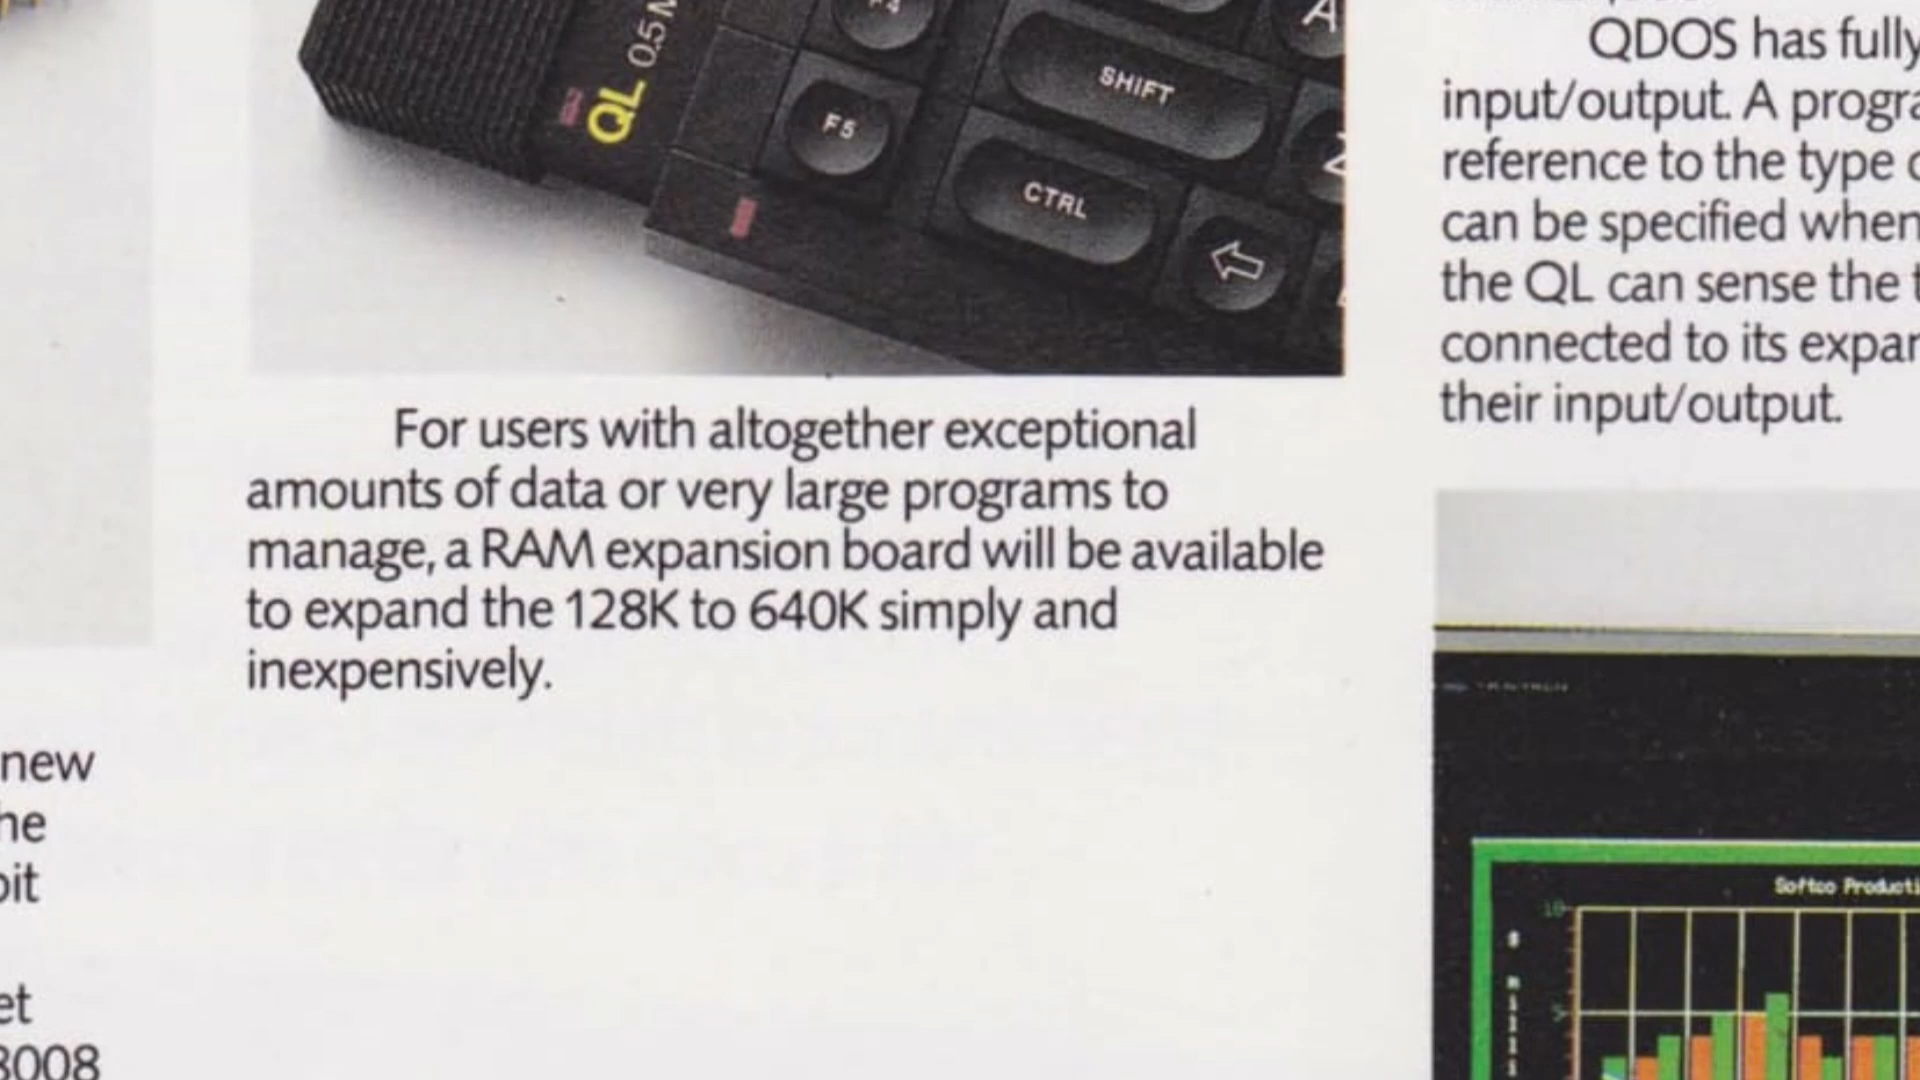 QL 0.5M
F4
F5
SHIFT
CTRL
A
For users with altogether exceptional
amounts of data or very large programs to
manage, a RAM expansion board will be available
to expand the 128K to 640K simply and
inexpensively.
new
he
bit
et
8008
QDOS has fully
input/output. A progra
reference to the type o
can be specified when
the QL can sense the t
connected to its expan
their input/output.
Softco Producti
10
5